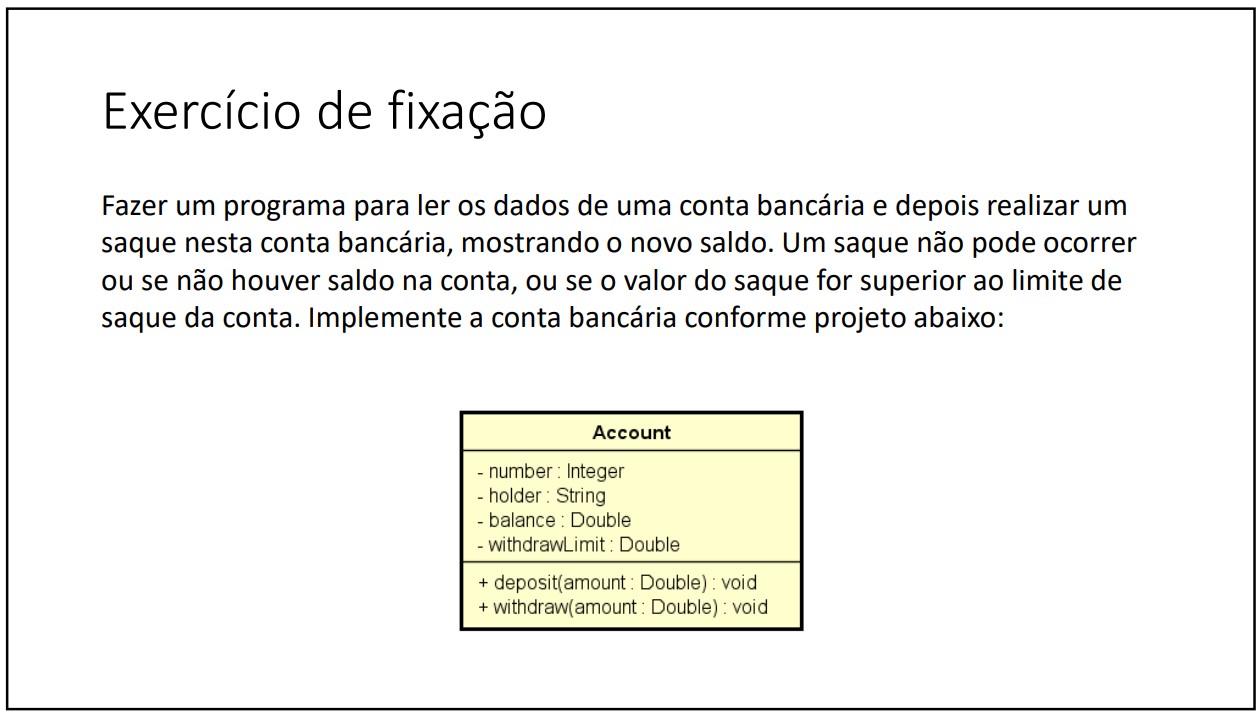 Exercício de fixação
Fazer um programa para ler os dados de uma conta bancária e depois realizar um
saque nesta conta bancária, mostrando o novo saldo. Um saque não pode ocorrer
ou se não houver saldo na conta, ou se o valor do saque for superior ao limite de
saque da conta. Implemente a conta bancária conforme projeto abaixo:
Account
- number : Integer
- holder : String
- balance : Double
- withdrawLimit : Double
+ deposit(amount : Double) : void
+ withdraw(amount : Double) : void